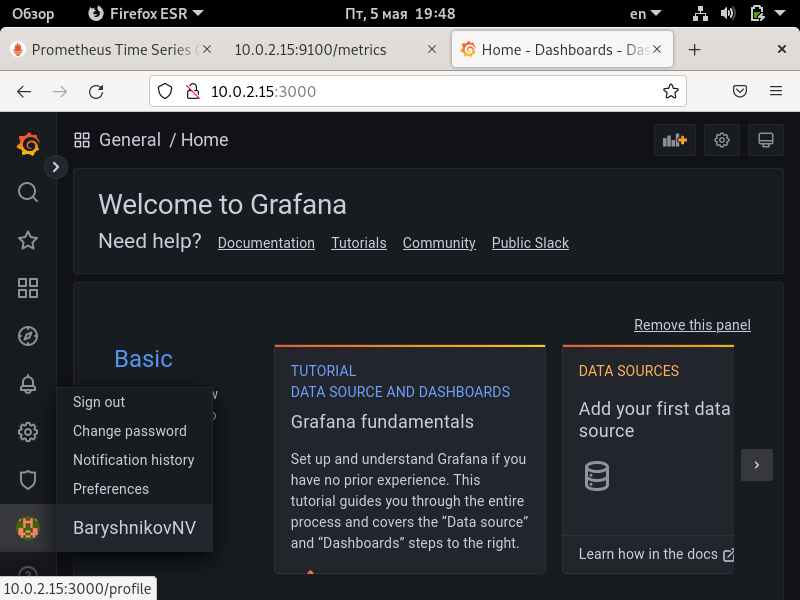 Обзор
Firefox ESR
Пт, 5 мая 19:48
en
Prometheus Time Series
10.0.2.15:9100/metrics
Home - Dashboards - Das
10.0.2.15:3000
General / Home
Welcome to Grafana
Need help?
Documentation
Tutorials
Community
Public Slack
Remove this panel
Basic
TUTORIAL
DATA SOURCE AND DASHBOARDS
Grafana fundamentals
Set up and understand Grafana if you
have no prior experience. This
tutorial guides you through the entire
process and covers the “Data source”
and “Dashboards” steps to the right.
DATA SOURCES
Add your first data
source
Learn how in the docs
Sign out
Change password
Notification history
Preferences
BaryshnikovNV
10.0.2.15:3000/profile